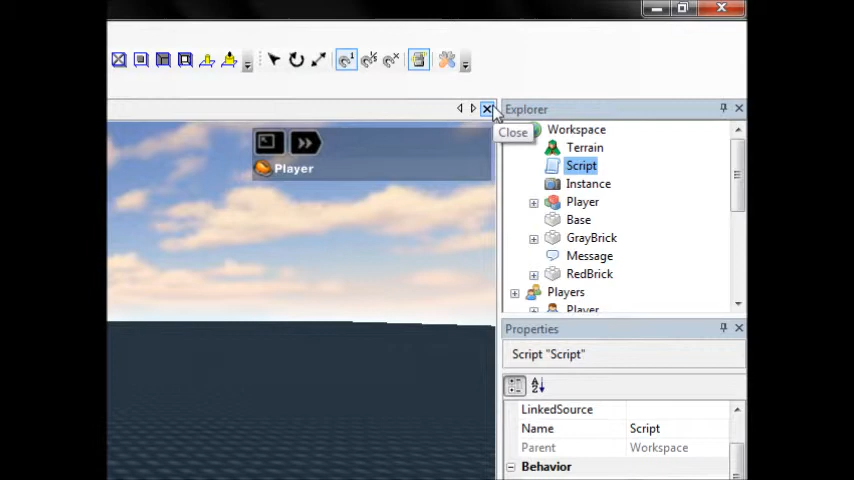 Explorer
Close
Workspace
Terrain
Script
Instance
Player
Player
Base
GrayBrick
Message
RedBrick
Players
Player
Properties
Script "Script"
LinkedSource
Name Script
Parent Workspace
Behavior